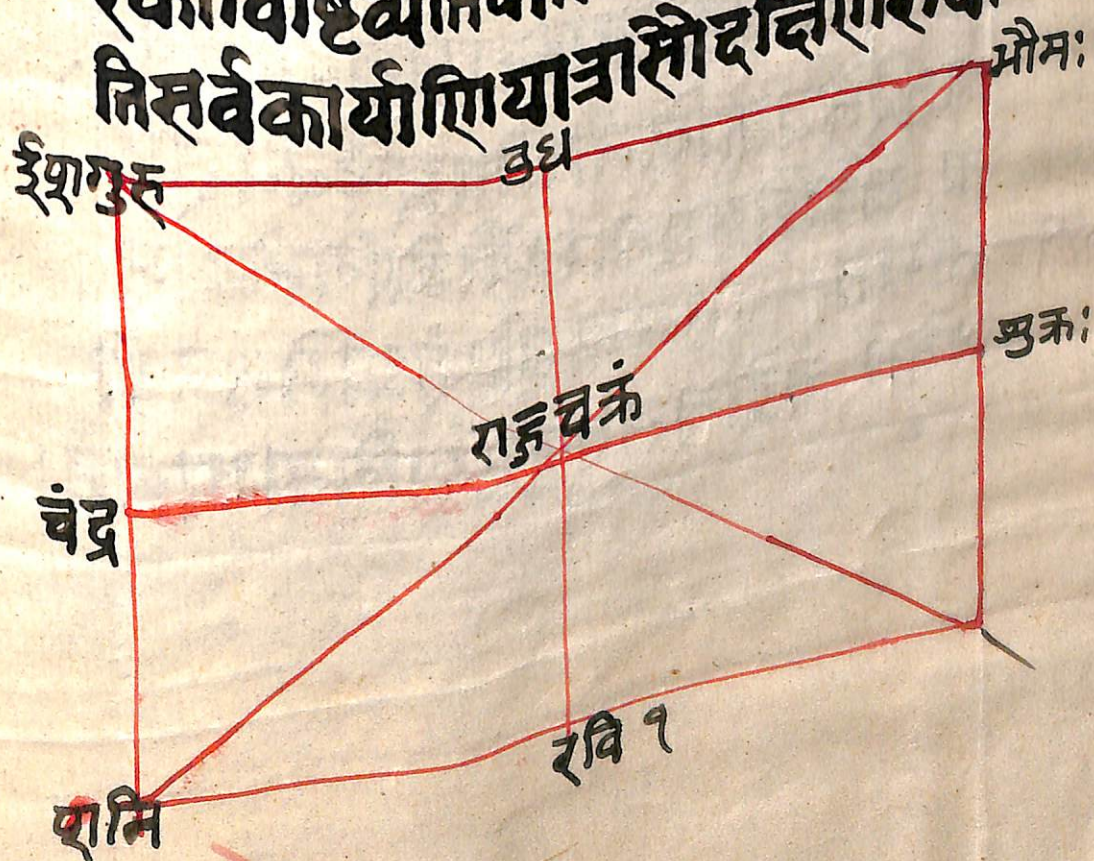 तिसर्वकार्याणियात्रासौदक्षिण
भौमः
ईशगुरु
बुध
शुक्रः
राहुचक्रं
चंद्र
रवि १
शनि